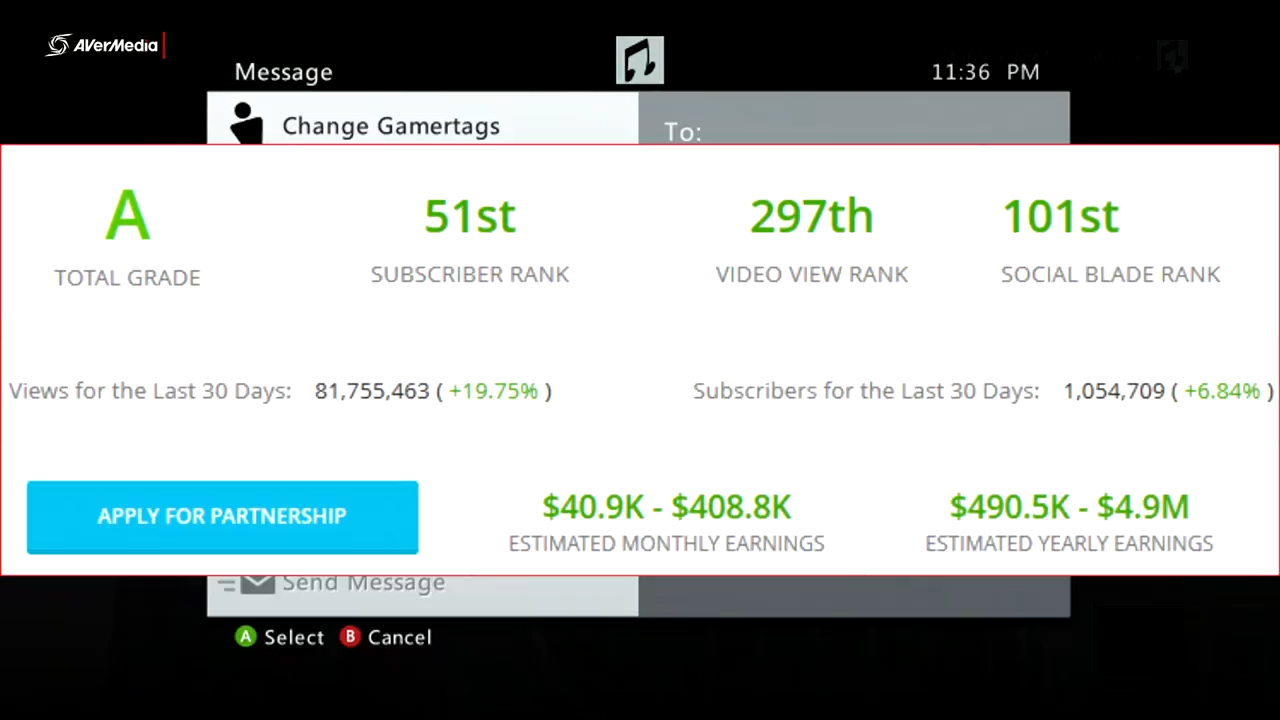 AVerMedia
Message
11:36 PM
Change Gamertags
To:
A
51st
297th
101st
TOTAL GRADE
SUBSCRIBER RANK
VIDEO VIEW RANK
SOCIAL BLADE RANK
Views for the Last 30 Days: 81,755,463 ( +19.75% )
Subscribers for the Last 30 Days: 1,054,709 ( +6.84% )
APPLY FOR PARTNERSHIP
$40.9K - $408.8K
ESTIMATED MONTHLY EARNINGS
$490.5K - $4.9M
ESTIMATED YEARLY EARNINGS
Send Message
A Select B Cancel